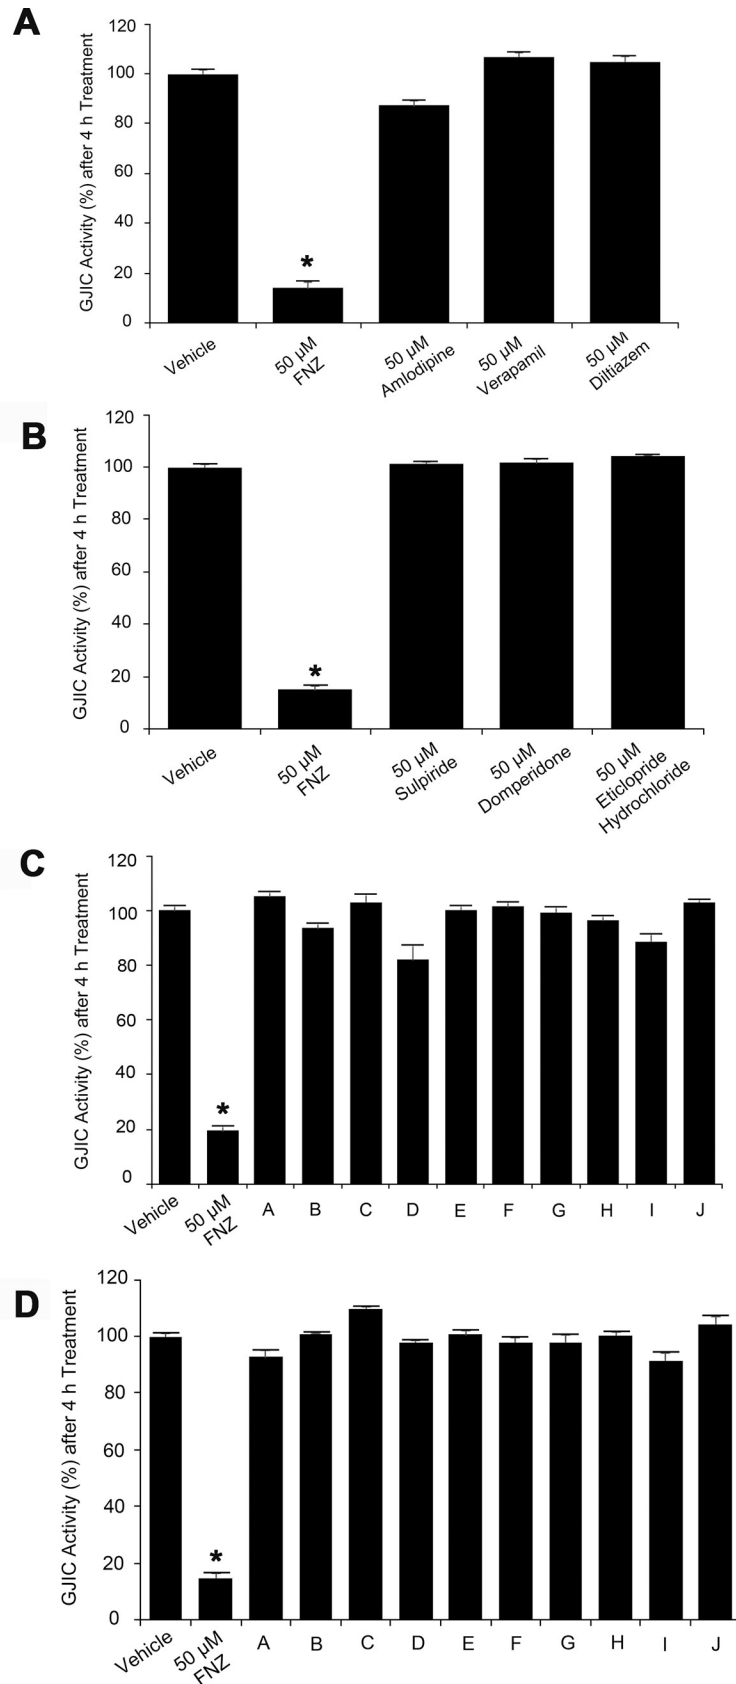 A
GJIC Activity (%) after 4 h Treatment
120
100
80
60
40
20
0
Vehicle
50 µM
FNZ
50 µM
Amlodipine
50 µM
Verapamil
50 µM
Diltiazem
*
B
GJIC Activity (%) after 4 h Treatment
120
100
80
60
40
20
0
Vehicle
50 µM
FNZ
50 µM
Sulpiride
50 µM
Domperidone
50 µM
Eticlopride
Hydrochloride
*
C
GJIC Activity (%) after 4 h Treatment
120
100
80
60
40
20
0
Vehicle
50 µM
FNZ
A B C D E F G H I J
*
D
GJIC Activity (%) after 4 h Treatment
120
100
80
60
40
20
0
Vehicle
50 µM
FNZ
A B C D E F G H I J
*